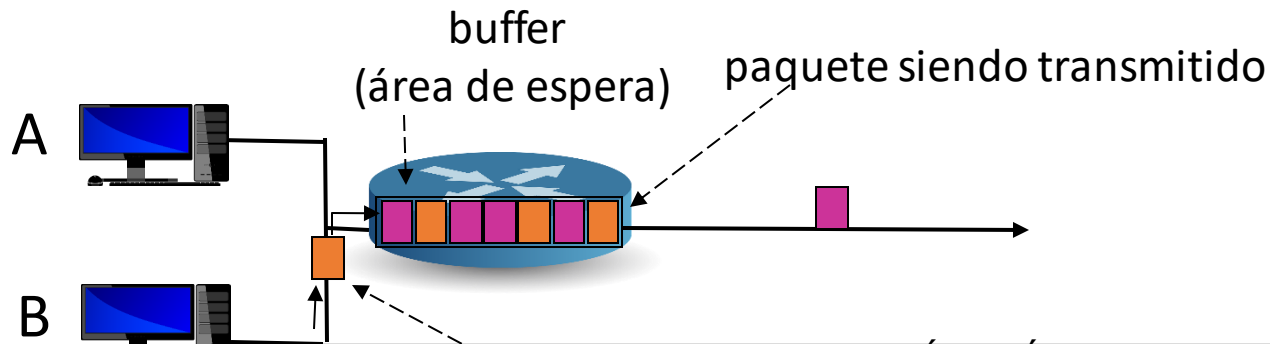 buffer
(área de espera)
paquete siendo transmitido
A
B